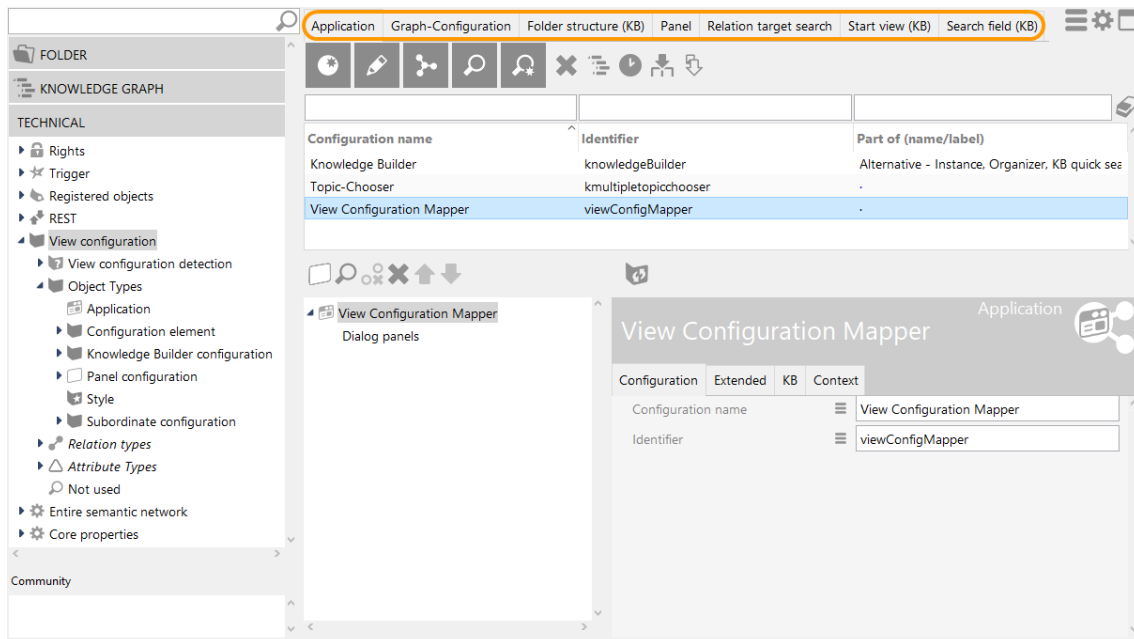 Application Graph-Configuration Folder structure (KB) Panel Relation target search Start view (KB) Search field (KB)
FOLDER
KNOWLEDGE GRAPH
TECHNICAL
Rights
Trigger
Registered objects
REST
View configuration
View configuration detection
Object Types
Application
Configuration element
Knowledge Builder configuration
Panel configuration
Style
Subordinate configuration
Relation types
Attribute Types
Not used
Entire semantic network
Core properties
Community
Configuration name Identifier Part of (name/label)
Knowledge Builder knowledgeBuilder Alternative - Instance, Organizer, KB quick sea
Topic-Chooser kmultipletopicchooser
View Configuration Mapper viewConfigMapper
View Configuration Mapper
Dialog panels
Application
View Configuration Mapper
Configuration Extended KB Context
Configuration name View Configuration Mapper
Identifier viewConfigMapper